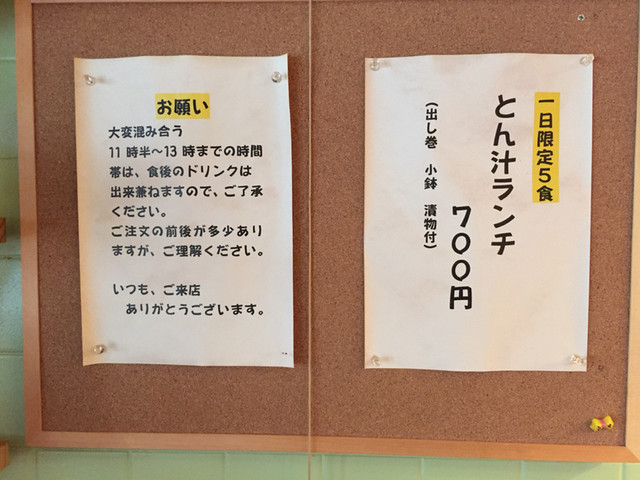 お願い
大変混み合う
11時半～13時までの時間
帯は、食後のドリンクは
出来兼ねますので、ご了承
ください。
ご注文の前後が多少あり
ますが、ご理解ください。
いつも、ご来店
ありがとうございます。
一日限定5食
とん汁ランチ
700円
(出し巻 小鉢 漬物付)